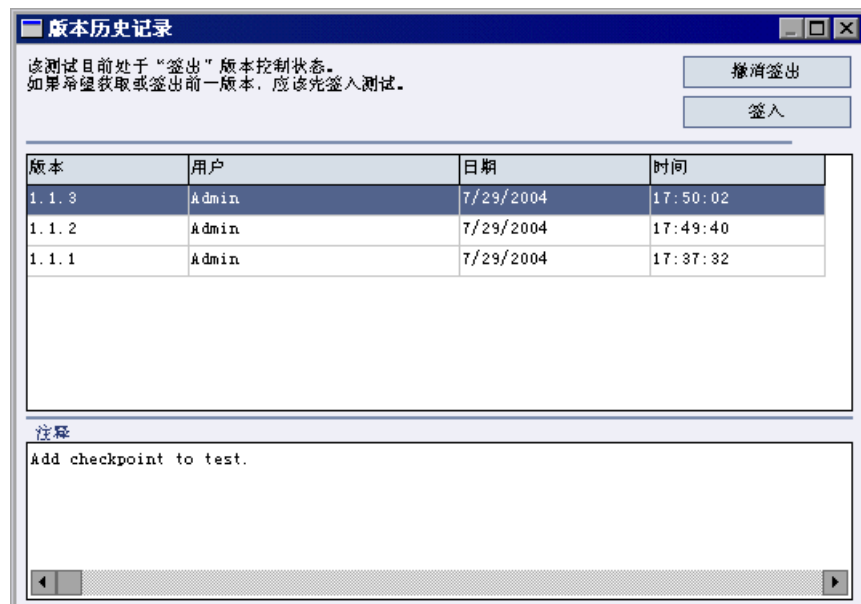 版本历史记录
该测试目前处于“签出”版本控制状态。
如果希望获取或签出前一版本，应该先签入测试。
撤消签出
签入
版本 用户 日期 时间
1.1.3 Admin 7/29/2004 17:50:02
1.1.2 Admin 7/29/2004 17:49:40
1.1.1 Admin 7/29/2004 17:37:32
注释
Add checkpoint to test.